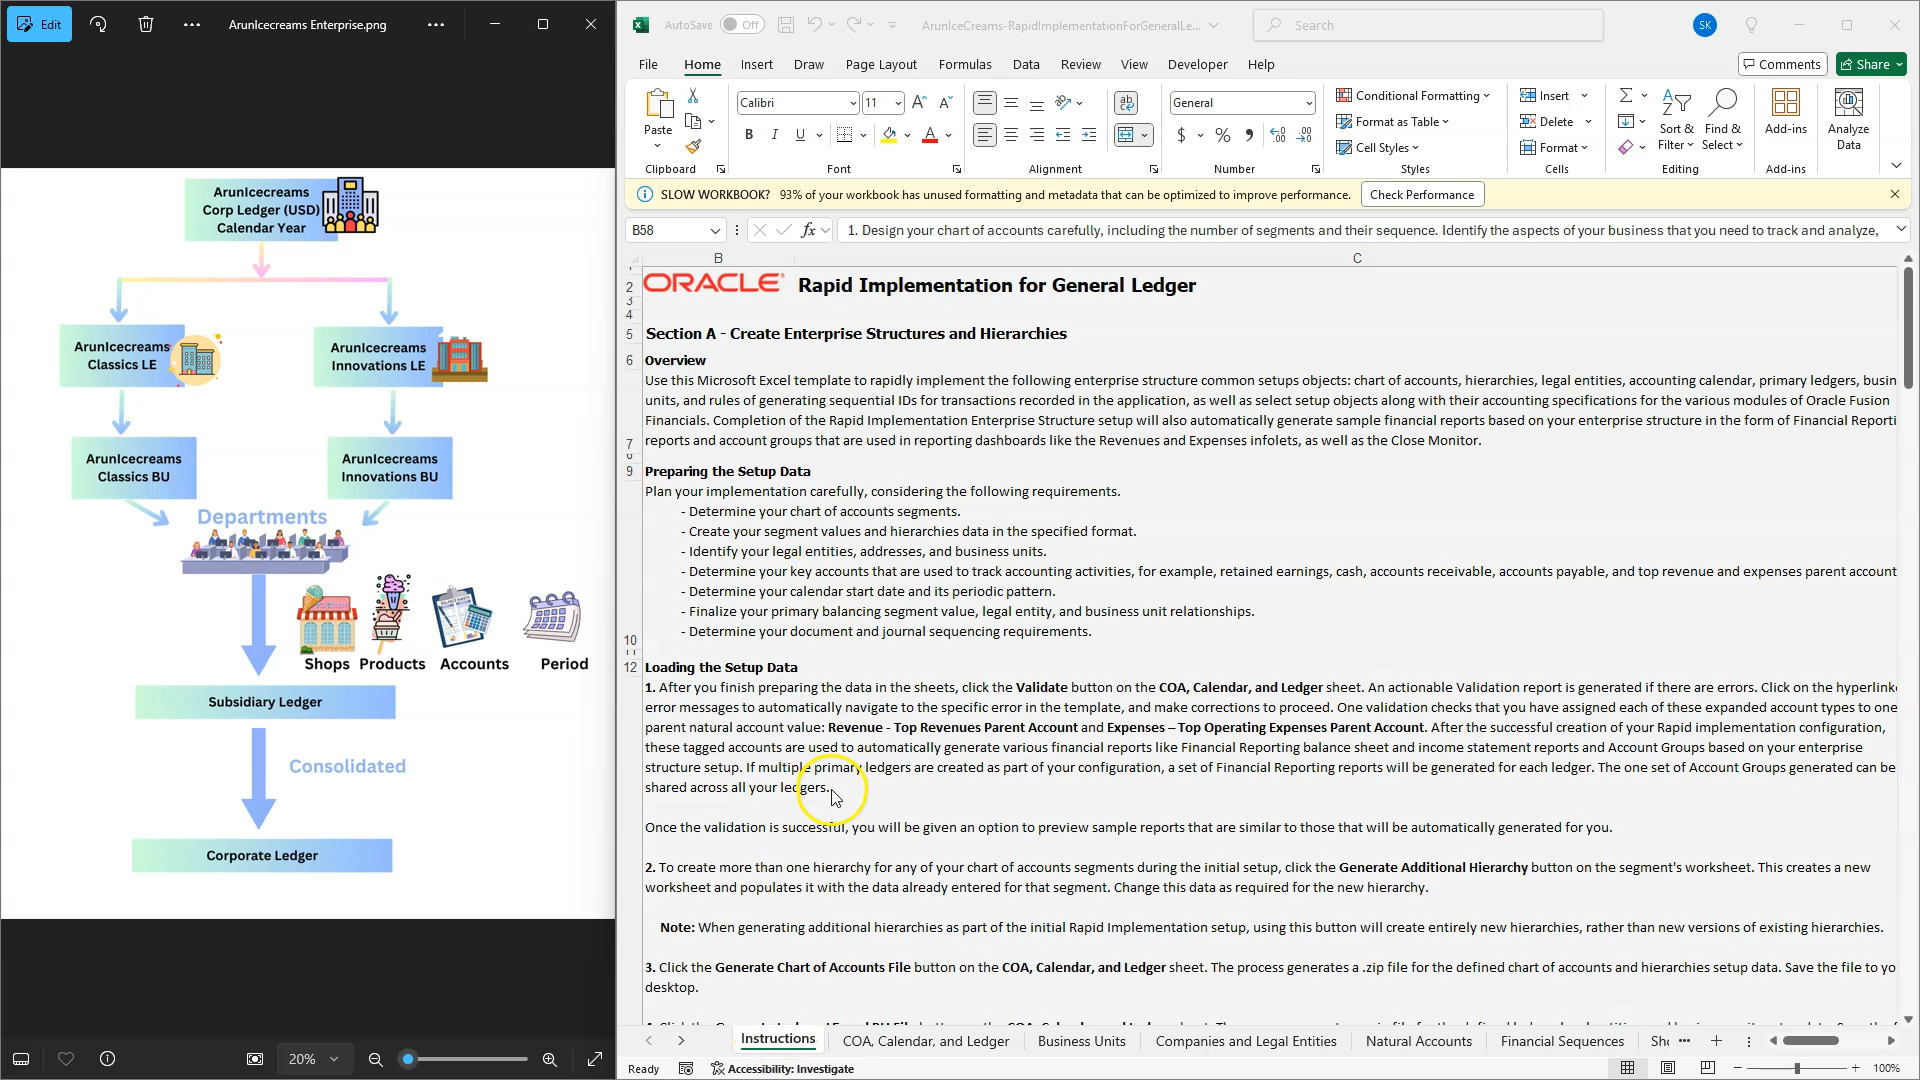 Edit
ArunIcecreams Enterprise.png
ArunIcecreams
Corp Ledger (USD)
Calendar Year
ArunIcecreams
Classics LE
ArunIcecreams
Innovations LE
ArunIcecreams
Classics BU
ArunIcecreams
Innovations BU
Departments
Shops Products Accounts Period
Subsidiary Ledger
Consolidated
Corporate Ledger
20%
AutoSave Off
ArunIceCreams-RapidImplementationForGeneralLe...
Search
SK
File Home Insert Draw Page Layout Formulas Data Review View Developer Help
Comments Share
Paste
Calibri 11
B I U
General
$ %
Conditional Formatting
Format as Table
Cell Styles
Insert
Delete
Format
Sort & Filter
Find & Select
Add-ins
Analyze Data
Clipboard Font Alignment Number Styles Cells Editing Add-ins
SLOW WORKBOOK? 93% of your workbook has unused formatting and metadata that can be optimized to improve performance. Check Performance
B58 fx 1. Design your chart of accounts carefully, including the number of segments and their sequence. Identify the aspects of your business that you need to track and analyze,
B C
2 ORACLE Rapid Implementation for General Ledger
3
4
5 Section A - Create Enterprise Structures and Hierarchies
6 Overview
Use this Microsoft Excel template to rapidly implement the following enterprise structure common setups objects: chart of accounts, hierarchies, legal entities, accounting calendar, primary ledgers, busin
units, and rules of generating sequential IDs for transactions recorded in the application, as well as select setup objects along with their accounting specifications for the various modules of Oracle Fusion
Financials. Completion of the Rapid Implementation Enterprise Structure setup will also automatically generate sample financial reports based on your enterprise structure in the form of Financial Reporti
7 reports and account groups that are used in reporting dashboards like the Revenues and Expenses infolets, as well as the Close Monitor.
9 Preparing the Setup Data
Plan your implementation carefully, considering the following requirements.
- Determine your chart of accounts segments.
- Create your segment values and hierarchies data in the specified format.
- Identify your legal entities, addresses, and business units.
- Determine your key accounts that are used to track accounting activities, for example, retained earnings, cash, accounts receivable, accounts payable, and top revenue and expenses parent account
- Determine your calendar start date and its periodic pattern.
- Finalize your primary balancing segment value, legal entity, and business unit relationships.
10 - Determine your document and journal sequencing requirements.
12 Loading the Setup Data
1. After you finish preparing the data in the sheets, click the Validate button on the COA, Calendar, and Ledger sheet. An actionable Validation report is generated if there are errors. Click on the hyperlink
error messages to automatically navigate to the specific error in the template, and make corrections to proceed. One validation checks that you have assigned each of these expanded account types to one
parent natural account value: Revenue - Top Revenues Parent Account and Expenses – Top Operating Expenses Parent Account. After the successful creation of your Rapid implementation configuration,
these tagged accounts are used to automatically generate various financial reports like Financial Reporting balance sheet and income statement reports and Account Groups based on your enterprise
structure setup. If multiple primary ledgers are created as part of your configuration, a set of Financial Reporting reports will be generated for each ledger. The one set of Account Groups generated can be
shared across all your ledgers.
Once the validation is successful, you will be given an option to preview sample reports that are similar to those that will be automatically generated for you.
2. To create more than one hierarchy for any of your chart of accounts segments during the initial setup, click the Generate Additional Hierarchy button on the segment's worksheet. This creates a new
worksheet and populates it with the data already entered for that segment. Change this data as required for the new hierarchy.
Note: When generating additional hierarchies as part of the initial Rapid Implementation setup, using this button will create entirely new hierarchies, rather than new versions of existing hierarchies.
3. Click the Generate Chart of Accounts File button on the COA, Calendar, and Ledger sheet. The process generates a .zip file for the defined chart of accounts and hierarchies setup data. Save the file to yo
desktop.
Instructions COA, Calendar, and Ledger Business Units Companies and Legal Entities Natural Accounts Financial Sequences Sho
Ready Accessibility: Investigate 100%